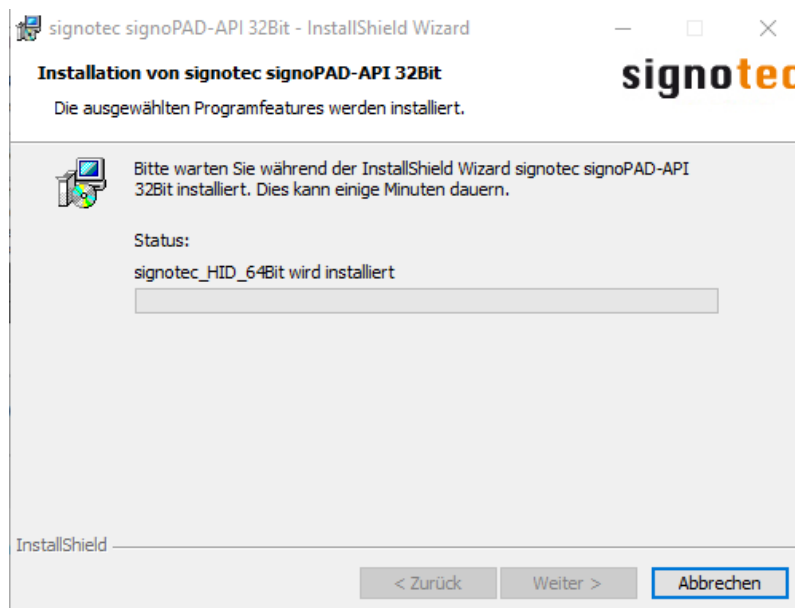 signotec signoPAD-API 32Bit - InstallShield Wizard
Installation von signotec signoPAD-API 32Bit
signotec
Die ausgewählten Programfeatures werden installiert.
Bitte warten Sie während der InstallShield Wizard signotec signoPAD-API
32Bit installiert. Dies kann einige Minuten dauern.
Status:
signotec_HID_64Bit wird installiert
InstallShield
< Zurück
Weiter >
Abbrechen